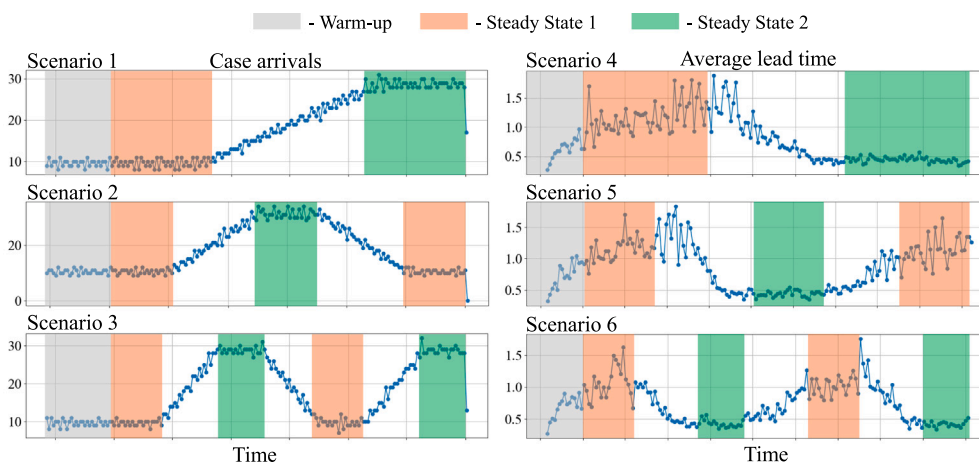 - Warm-up - Steady State 1 - Steady State 2
Scenario 1 Case arrivals
30
20
10
Scenario 2
20
0
Scenario 3
30
20
10
Time
Scenario 4 Average lead time
1.5
1.0
0.5
Scenario 5
1.5
1.0
0.5
Scenario 6
1.5
1.0
0.5
Time